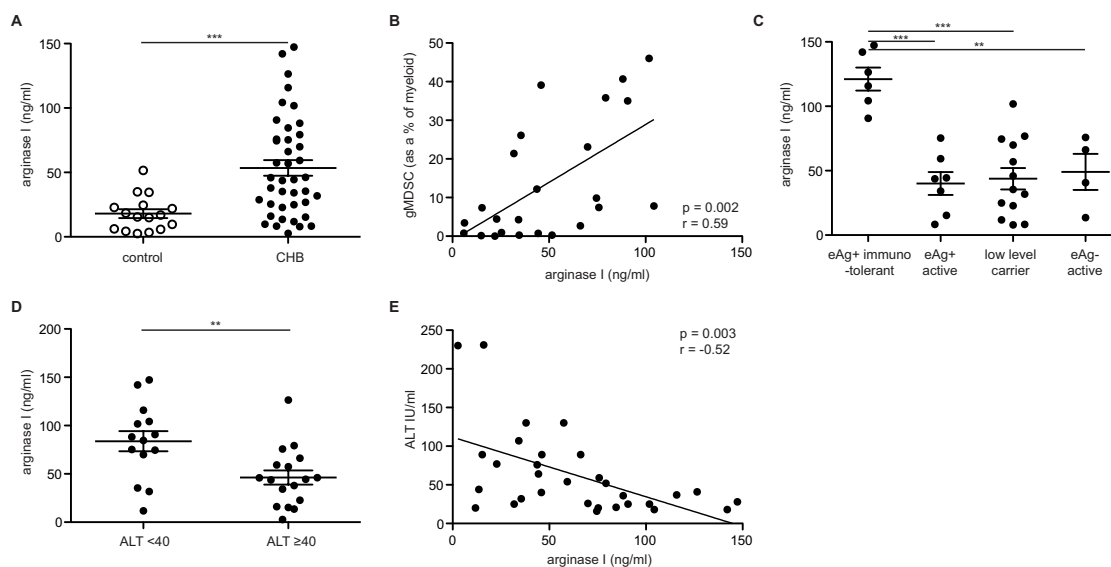 A
***
arginase I (ng/ml)
150
100
50
0
control
CHB
B
gMDSC (as a % of myeloid)
50
40
30
20
10
0
p = 0.002
r = 0.59
0
50
100
150
arginase I (ng/ml)
C
***
***
**
arginase I (ng/ml)
150
100
50
0
eAg+ immuno
-tolerant
eAg+
active
low level
carrier
eAg-
active
D
**
arginase I (ng/ml)
200
150
100
50
0
ALT <40
ALT ≥40
E
ALT IU/ml
250
200
150
100
50
0
p = 0.003
r = -0.52
0
50
100
150
arginase I (ng/ml)